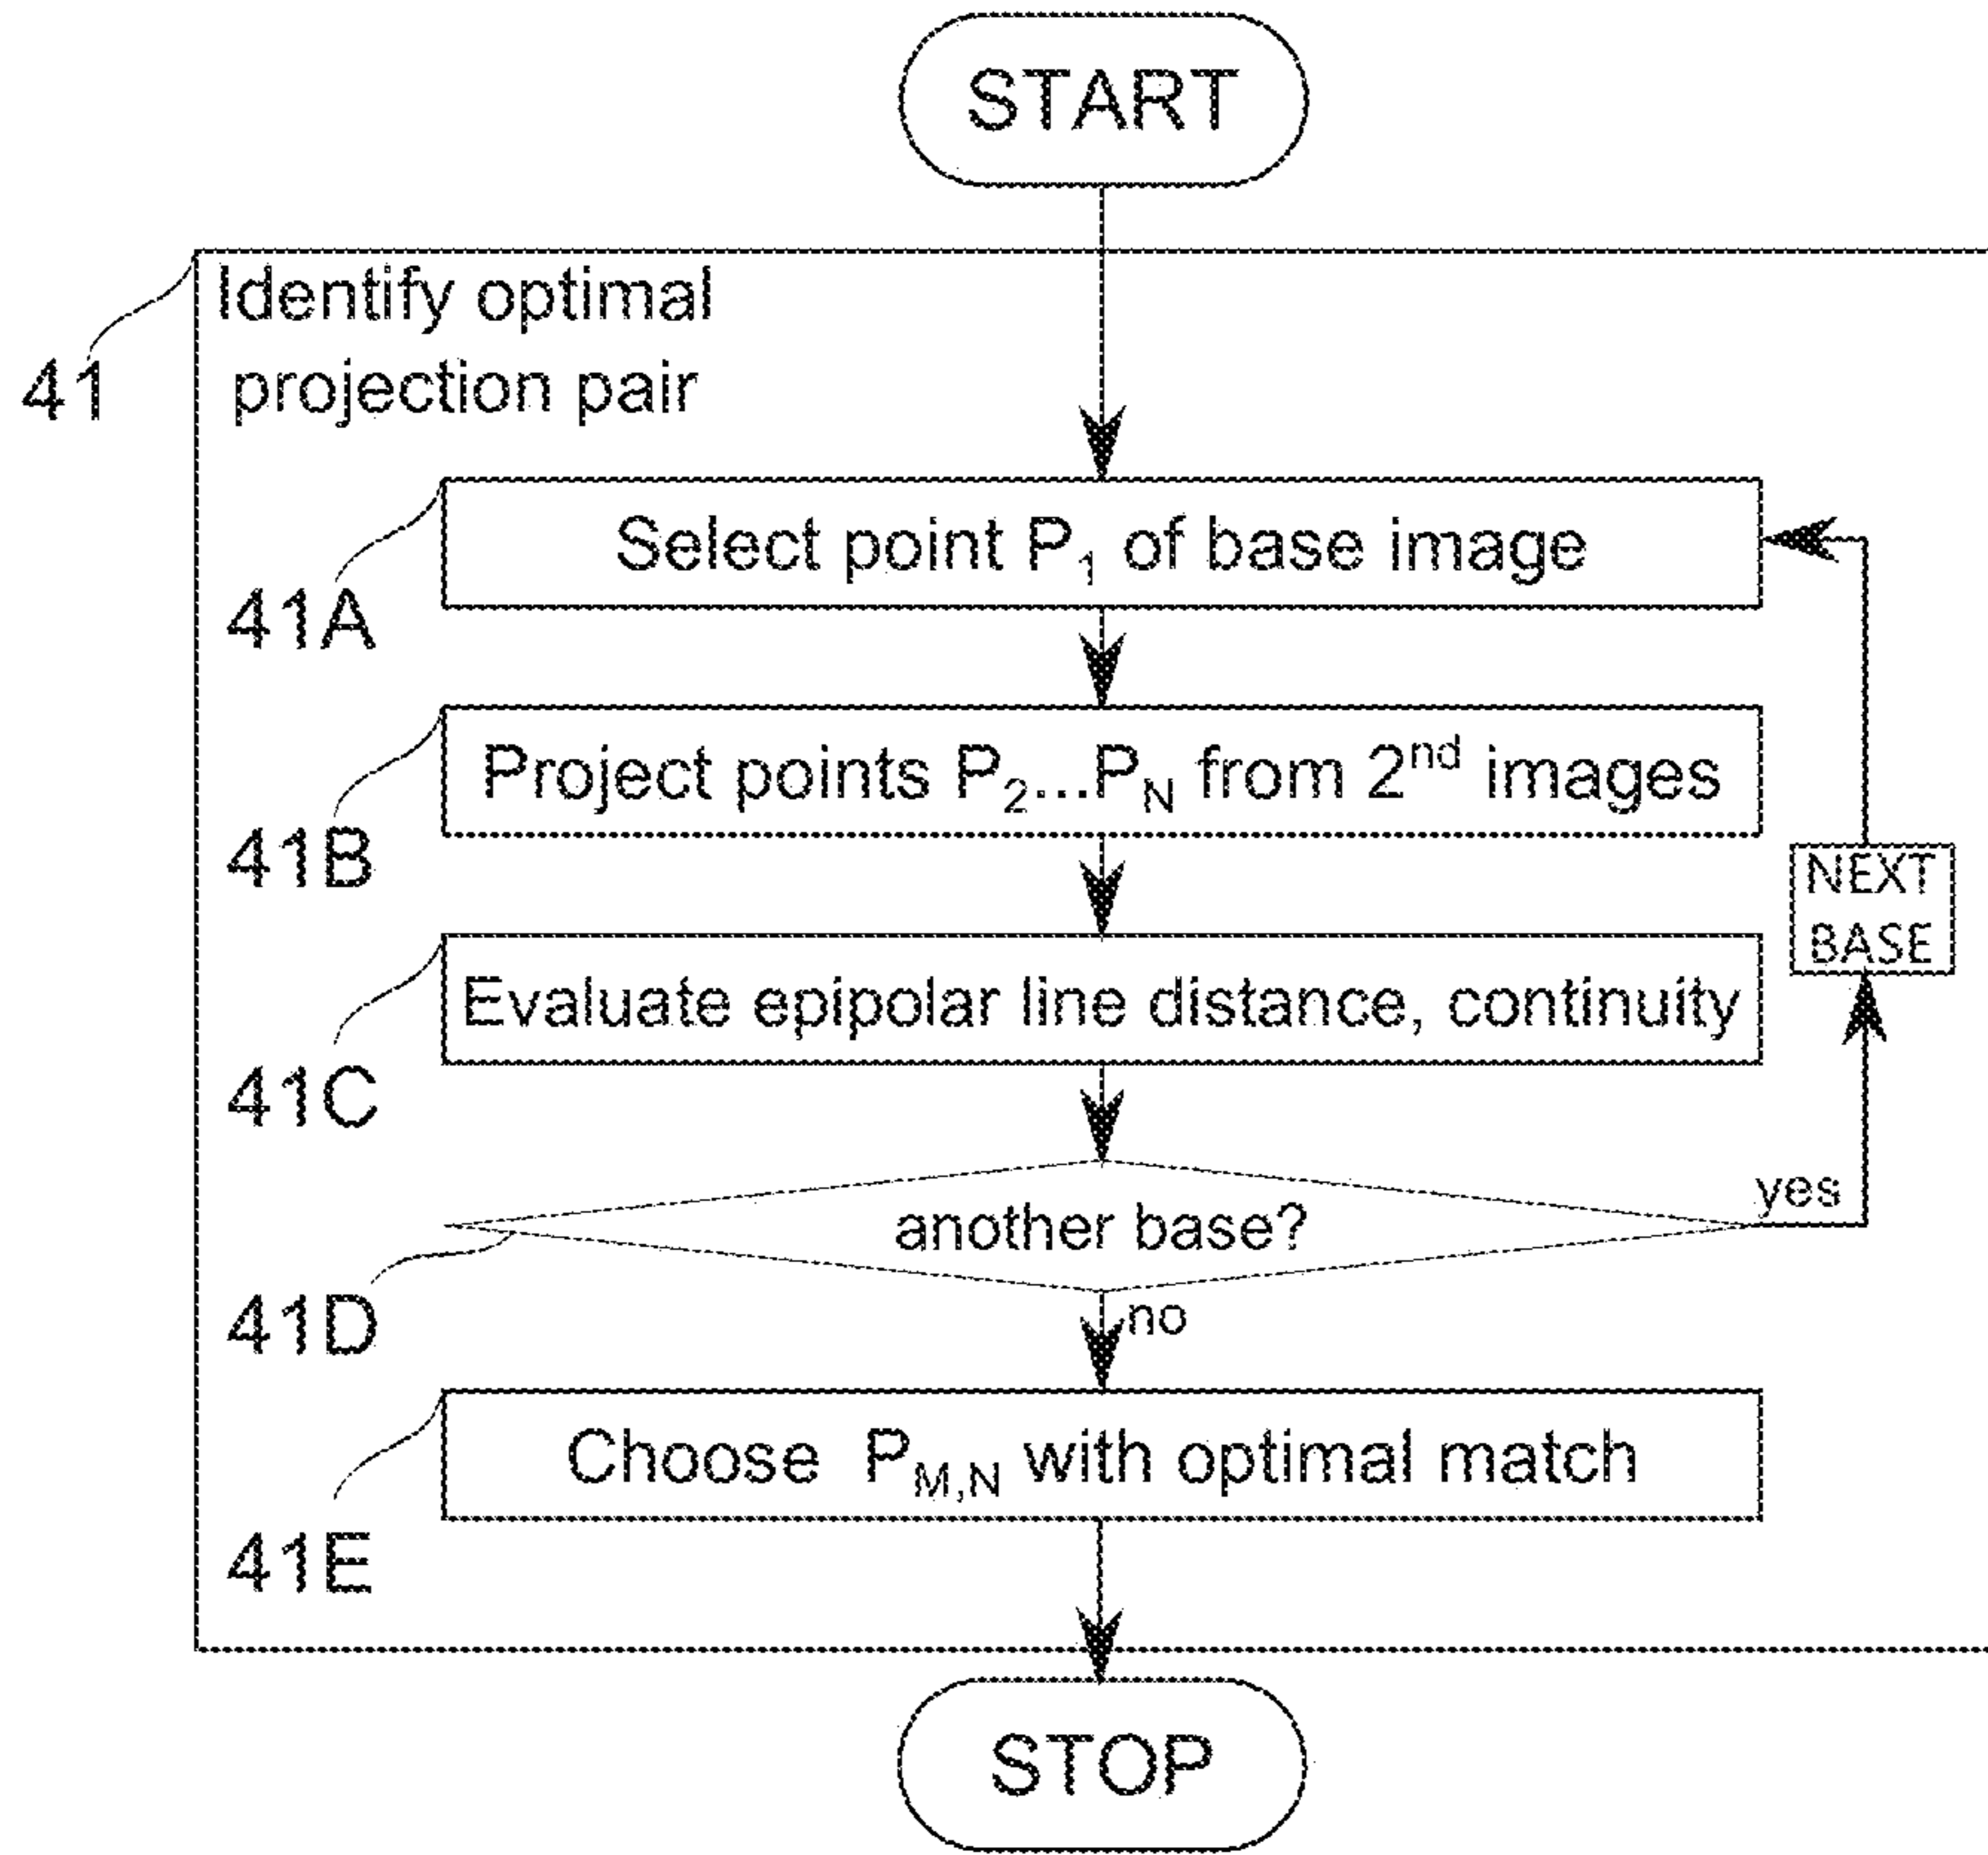 START
Identify optimal
projection pair
41
Select point P₁ of base image
41A
Project points P₂...P_N from 2ⁿᵈ images
41B
NEXT
BASE
Evaluate epipolar line distance, continuity
41C
yes
another base?
41D
no
Choose P_M,N with optimal match
41E
STOP